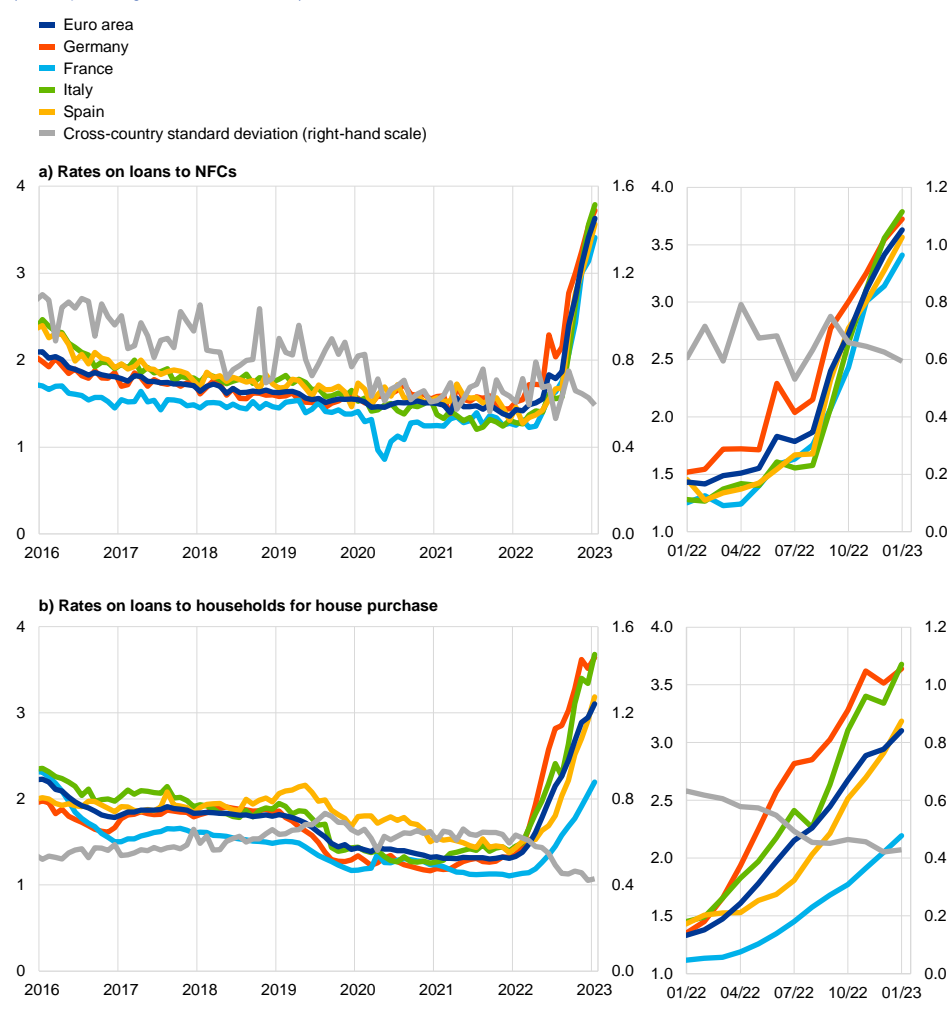 Euro area
Germany
France
Italy
Spain
Cross-country standard deviation (right-hand scale)
a) Rates on loans to NFCs
4 1.6 4.0 1.2
3.5 1.0
3 1.2
3.0 0.8
2 0.8 2.5 0.6
2.0 0.4
1 0.4
1.5 0.2
0 0.0 1.0 0.0
2016 2017 2018 2019 2020 2021 2022 2023 01/22 04/22 07/22 10/22 01/23
b) Rates on loans to households for house purchase
4 1.6 4.0 1.2
3.5 1.0
3 1.2
3.0 0.8
2 0.8 2.5 0.6
2.0 0.4
1 0.4
1.5 0.2
0 0.0 1.0 0.0
2016 2017 2018 2019 2020 2021 2022 2023 01/22 04/22 07/22 10/22 01/23